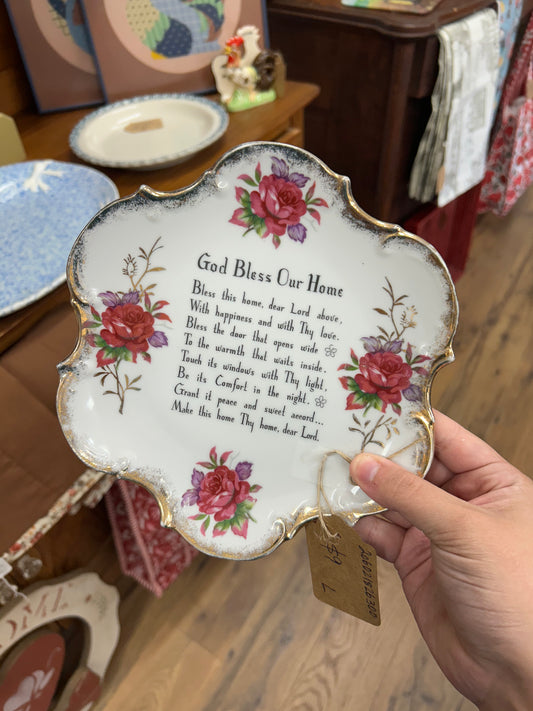 God Bless Our Home
Bless this home, dear Lord above,
With happiness and with Thy love.
Bless the door that opens wide
To the warmth that waits inside.
Touch its windows with Thy light,
Be its Comfort in the night.
Grant it peace and sweet accord...
Make this home Thy home, dear Lord.